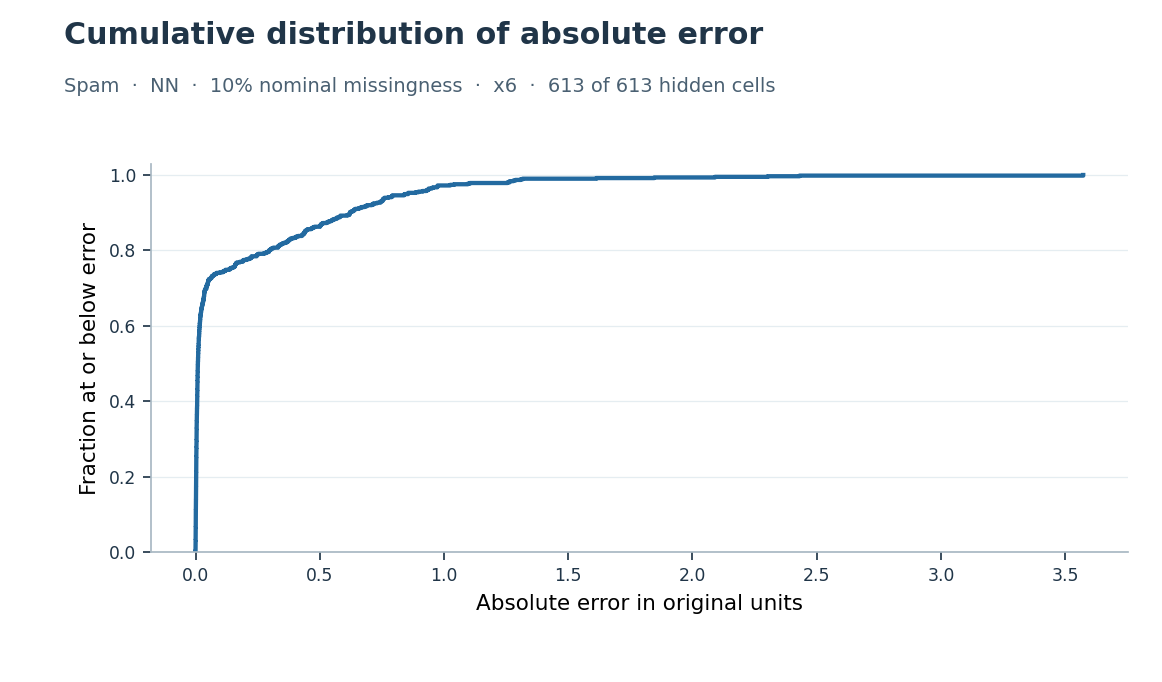 Cumulative distribution of absolute error
Spam · NN · 10% nominal missingness · x6 · 613 of 613 hidden cells
Fraction at or below error
1.0
0.8
0.6
0.4
0.2
0.0
0.0 0.5 1.0 1.5 2.0 2.5 3.0 3.5
Absolute error in original units